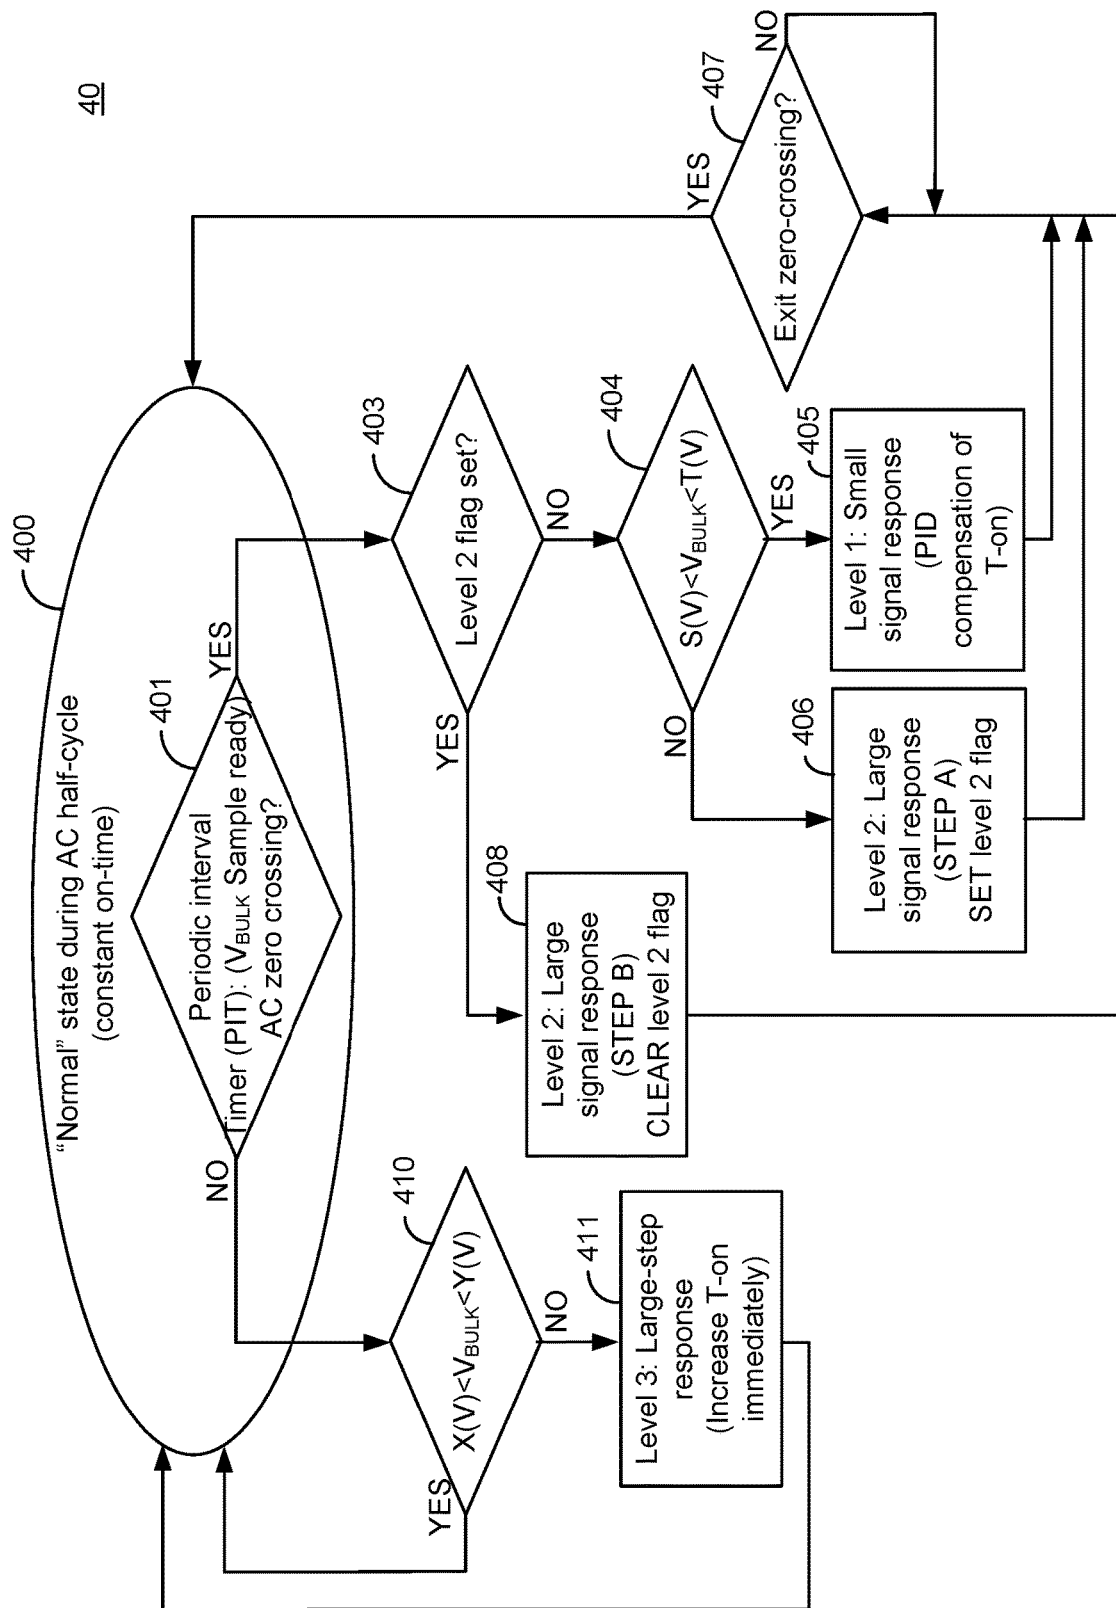 40
400
"Normal" state during AC half-cycle
(constant on-time)
401
Periodic interval
Timer (PIT): (VBULK Sample ready)
AC zero crossing?
NO
YES
410
X(V)<VBULK<Y(V)
YES
NO
411
Level 3: Large-step
response
(Increase T-on
immediately)
403
Level 2 flag set?
YES
NO
408
Level 2: Large
signal response
(STEP B)
CLEAR level 2 flag
404
S(V)<VBULK<T(V)
NO
YES
406
Level 2: Large
signal response
(STEP A)
SET level 2 flag
405
Level 1: Small
signal response
(PID
compensation of
T-on)
407
Exit zero-crossing?
YES
NO